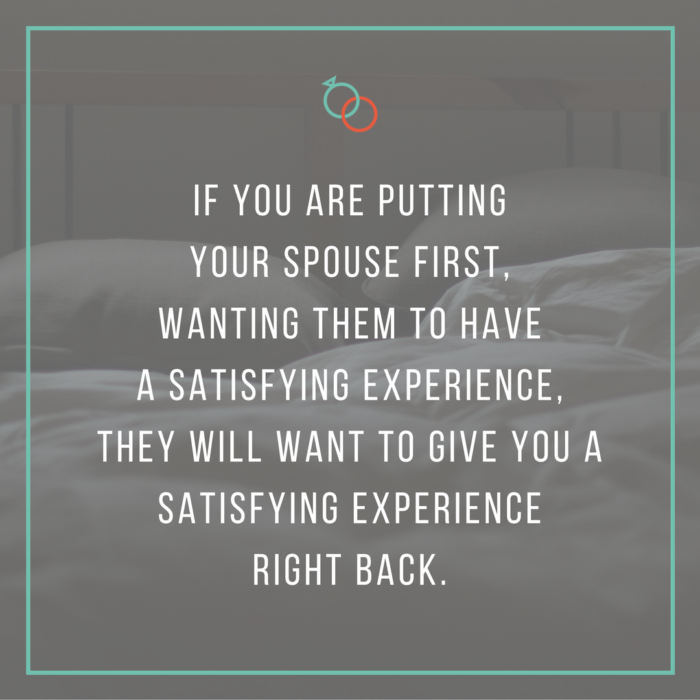 IF YOU ARE PUTTING
YOUR SPOUSE FIRST,
WANTING THEM TO HAVE
A SATISFYING EXPERIENCE,
THEY WILL WANT TO GIVE YOU A
SATISFYING EXPERIENCE
RIGHT BACK.